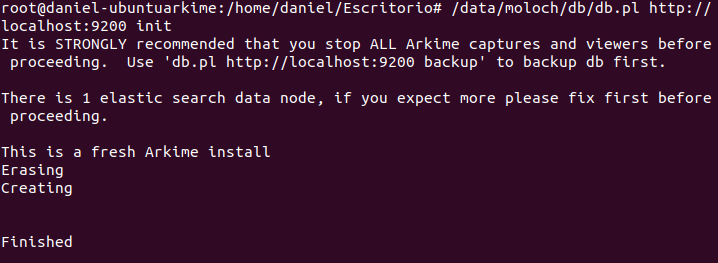 root@daniel-ubuntuarkime:/home/daniel/Escritorio# /data/moloch/db/db.pl http://
localhost:9200 init
It is STRONGLY recommended that you stop ALL Arkime captures and viewers before
 proceeding.  Use 'db.pl http://localhost:9200 backup' to backup db first.

There is 1 elastic search data node, if you expect more please fix first before
 proceeding.

This is a fresh Arkime install
Erasing
Creating


Finished